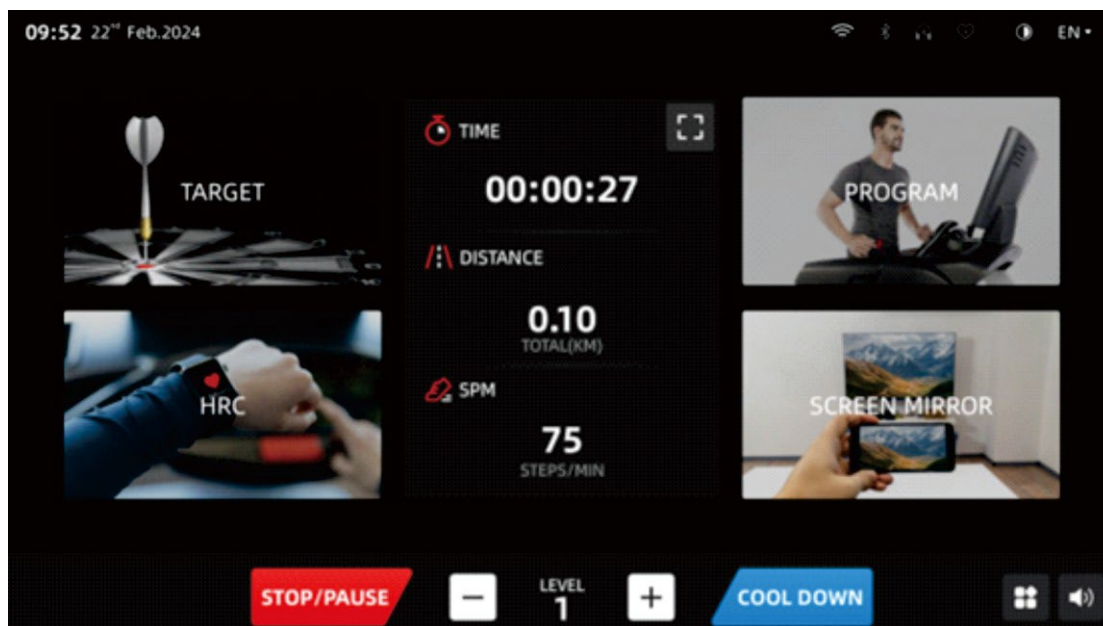 09:52 22nd Feb.2024
EN
TARGET
HRC
TIME
00:00:27
DISTANCE
0.10
TOTAL(KM)
SPM
75
STEPS/MIN
PROGRAM
SCREEN MIRROR
STOP/PAUSE
LEVEL
1
COOL DOWN